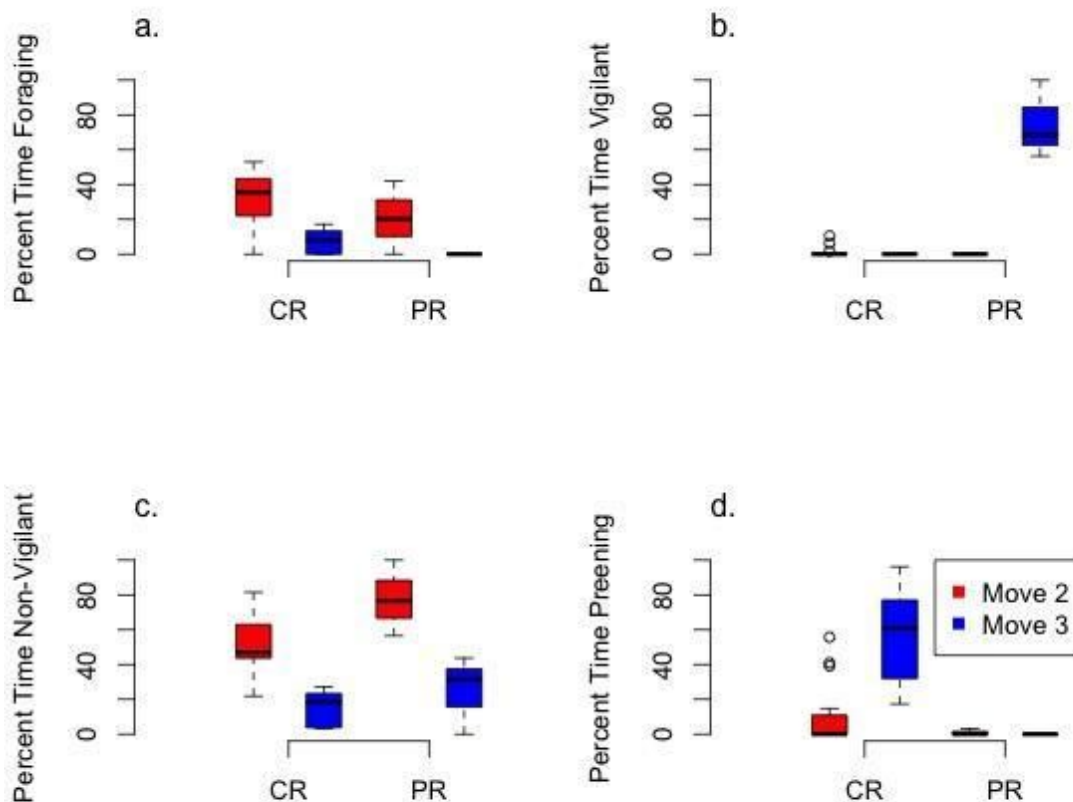 a.
Percent Time Foraging
80
40
0
CR PR
b.
Percent Time Vigilant
80
40
0
CR PR
c.
Percent Time Non-Vigilant
80
40
0
CR PR
d.
Percent Time Preening
80
40
0
Move 2
Move 3
CR PR